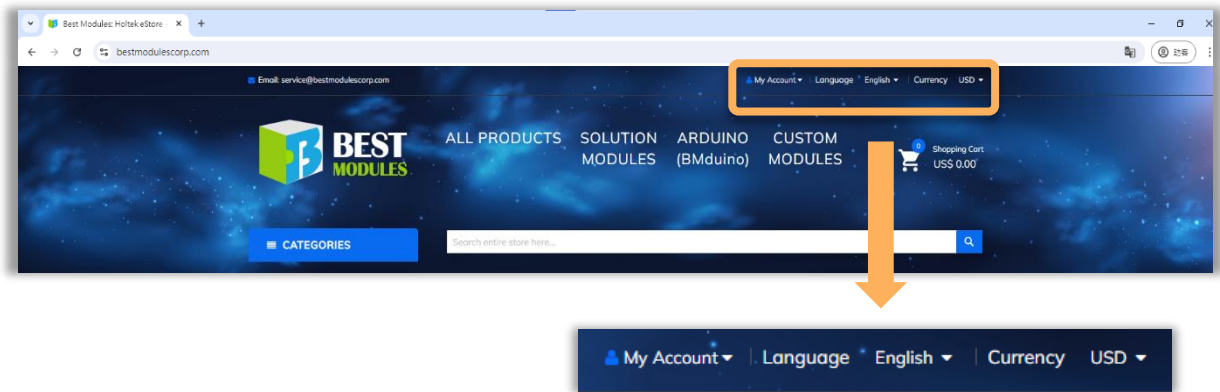 Best Modules: Holtek eStore
bestmodulescorp.com
訪客
Email: service@bestmodulescorp.com
My Account Language English Currency USD
BEST
MODULES
ALL PRODUCTS
SOLUTION MODULES
ARDUINO (BMduino)
CUSTOM MODULES
0
Shopping Cart
US$ 0.00
CATEGORIES
Search entire store here...
My Account Language English Currency USD